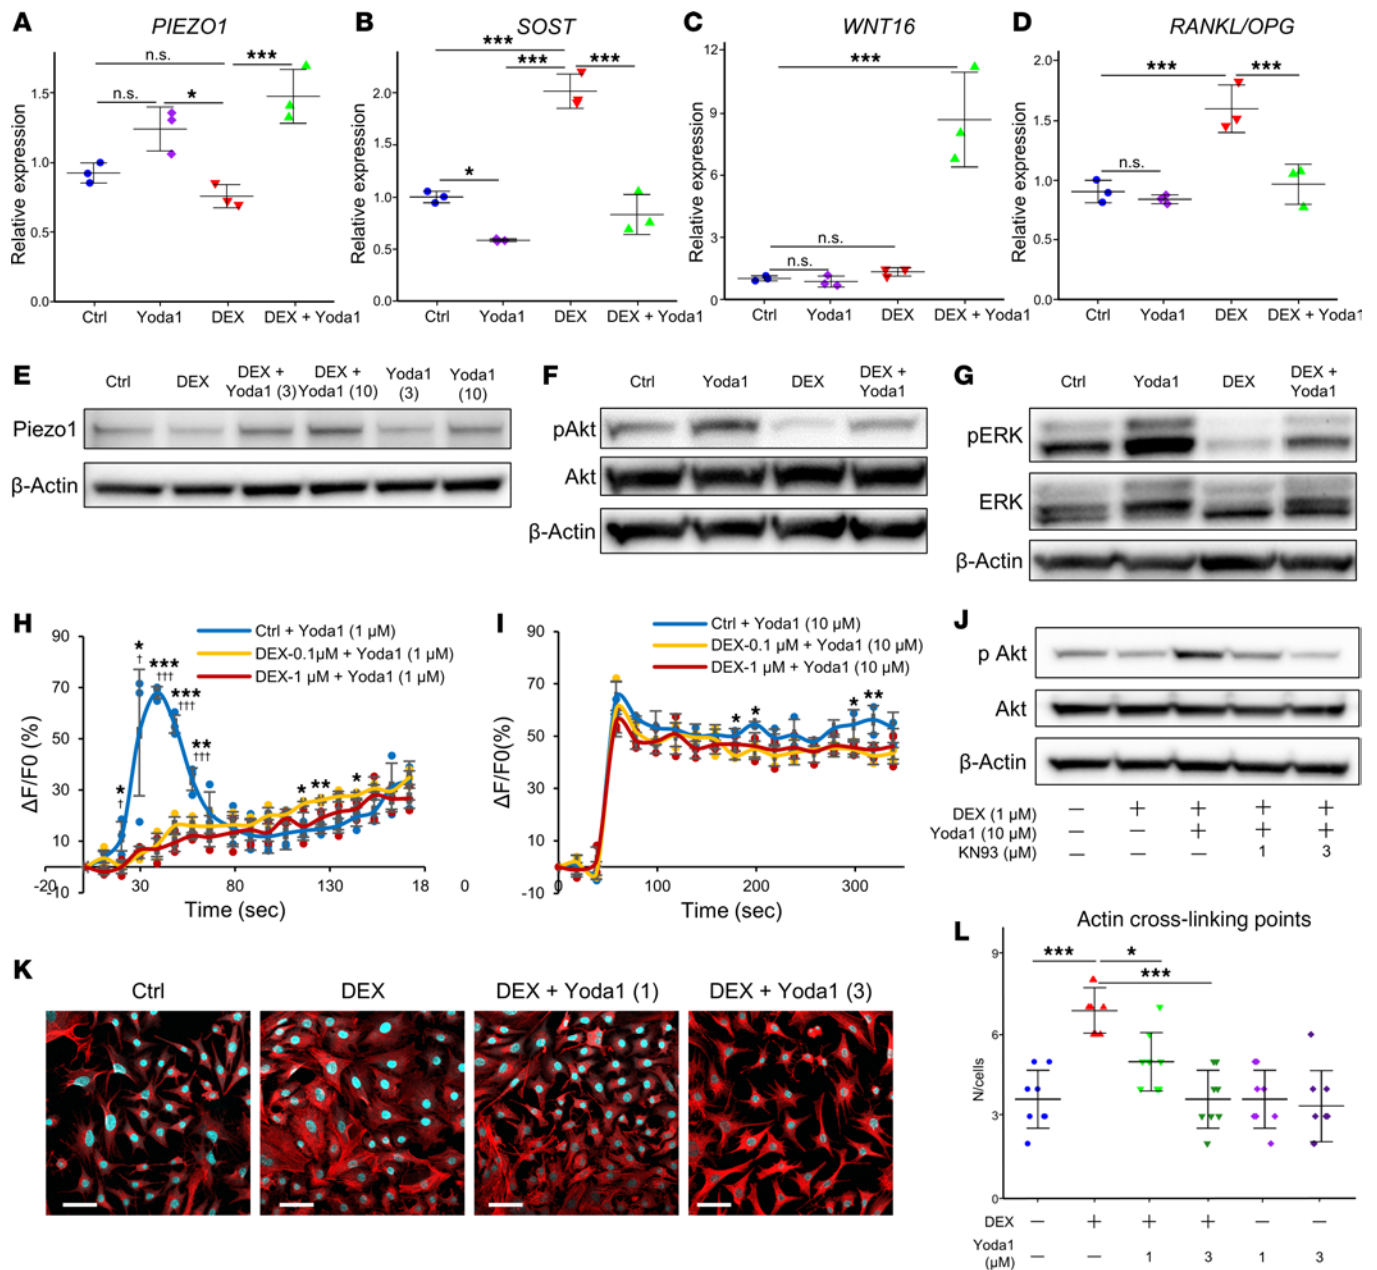 A
PIEZO1
Relative expression
1.5
1.0
0.5
0.0
n.s.
***
n.s.
*
Ctrl
Yoda1
DEX
DEX + Yoda1
B
SOST
Relative expression
2.0
1.5
1.0
0.5
0.0
***
***
***
*
Ctrl
Yoda1
DEX
DEX + Yoda1
C
WNT16
Relative expression
12
9
6
3
0
***
n.s.
n.s.
Ctrl
Yoda1
DEX
DEX + Yoda1
D
RANKL/OPG
Relative expression
2.0
1.5
1.0
0.5
0.0
***
***
n.s.
Ctrl
Yoda1
DEX
DEX + Yoda1
E
Ctrl
DEX
DEX +
Yoda1 (3)
DEX +
Yoda1 (10)
Yoda1
(3)
Yoda1
(10)
Piezo1
β-Actin
F
Ctrl
Yoda1
DEX
DEX +
Yoda1
pAkt
Akt
β-Actin
G
Ctrl
Yoda1
DEX
DEX +
Yoda1
pERK
ERK
β-Actin
H
ΔF/F0 (%)
90
70
50
30
10
-10
Ctrl + Yoda1 (1 µM)
DEX-0.1µM + Yoda1 (1 µM)
DEX-1 µM + Yoda1 (1 µM)
*
†
*
†
***
†††
***
†††
**
†††
*
**
*
-20
30
80
130
18
0
Time (sec)
I
ΔF/F0(%)
90
70
50
30
10
-10
Ctrl + Yoda1 (10 µM)
DEX-0.1 µM + Yoda1 (10 µM)
DEX-1 µM + Yoda1 (10 µM)
*
*
*
**
100
200
300
Time (sec)
J
p Akt
Akt
β-Actin
DEX (1 µM) — + + + +
Yoda1 (10 µM) — — + + +
KN93 (µM) — — — 1 3
K
Ctrl
DEX
DEX + Yoda1 (1)
DEX + Yoda1 (3)
L
Actin cross-linking points
N/cells
9
6
3
0
***
*
***
DEX — + + + — —
Yoda1
(µM) — — 1 3 1 3